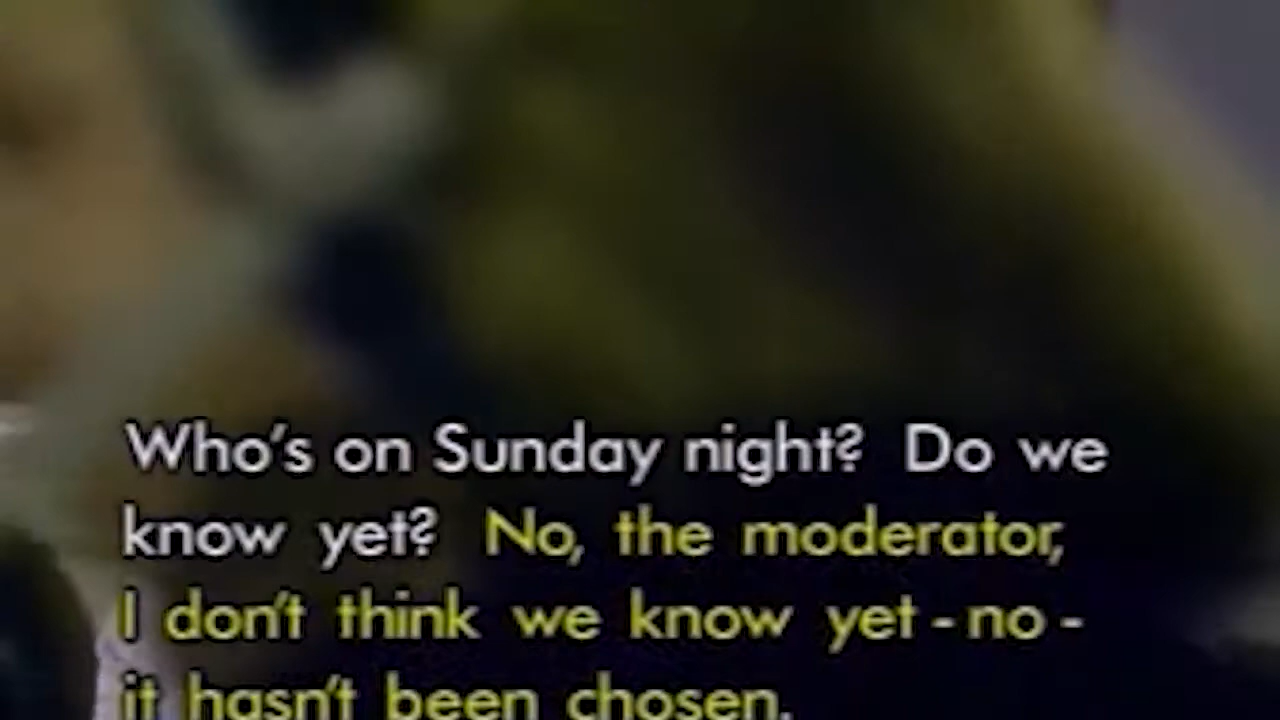 Who's on Sunday night? Do we
know yet? No, the moderator,
I don't think we know yet - no -
it hasn't been chosen.